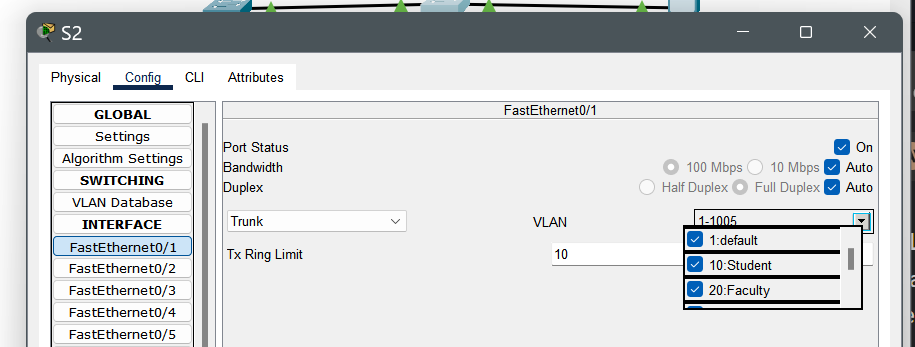 S2
Physical Config CLI Attributes
GLOBAL
Settings
Algorithm Settings
SWITCHING
VLAN Database
INTERFACE
FastEthernet0/1
FastEthernet0/2
FastEthernet0/3
FastEthernet0/4
FastEthernet0/5
FastEthernet0/1
Port Status On
Bandwidth 100 Mbps 10 Mbps Auto
Duplex Half Duplex Full Duplex Auto
Trunk VLAN 1-1005
Tx Ring Limit 10
1:default
10:Student
20:Faculty